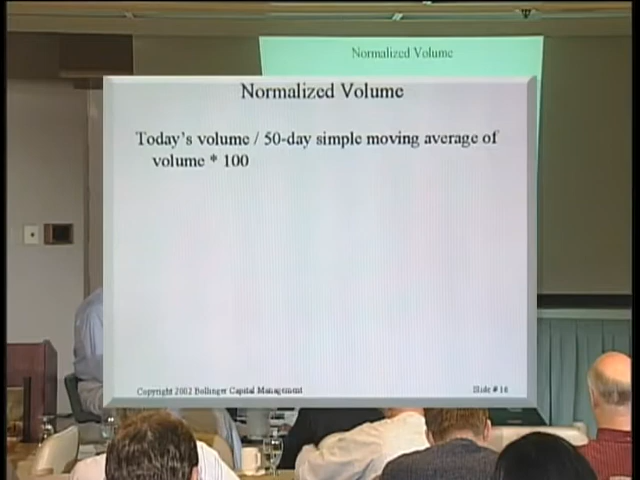 Normalized Volume
Normalized Volume
Today's volume / 50-day simple moving average of
volume * 100
Copyright 2002 Bollinger Capital Management
Slide # 16